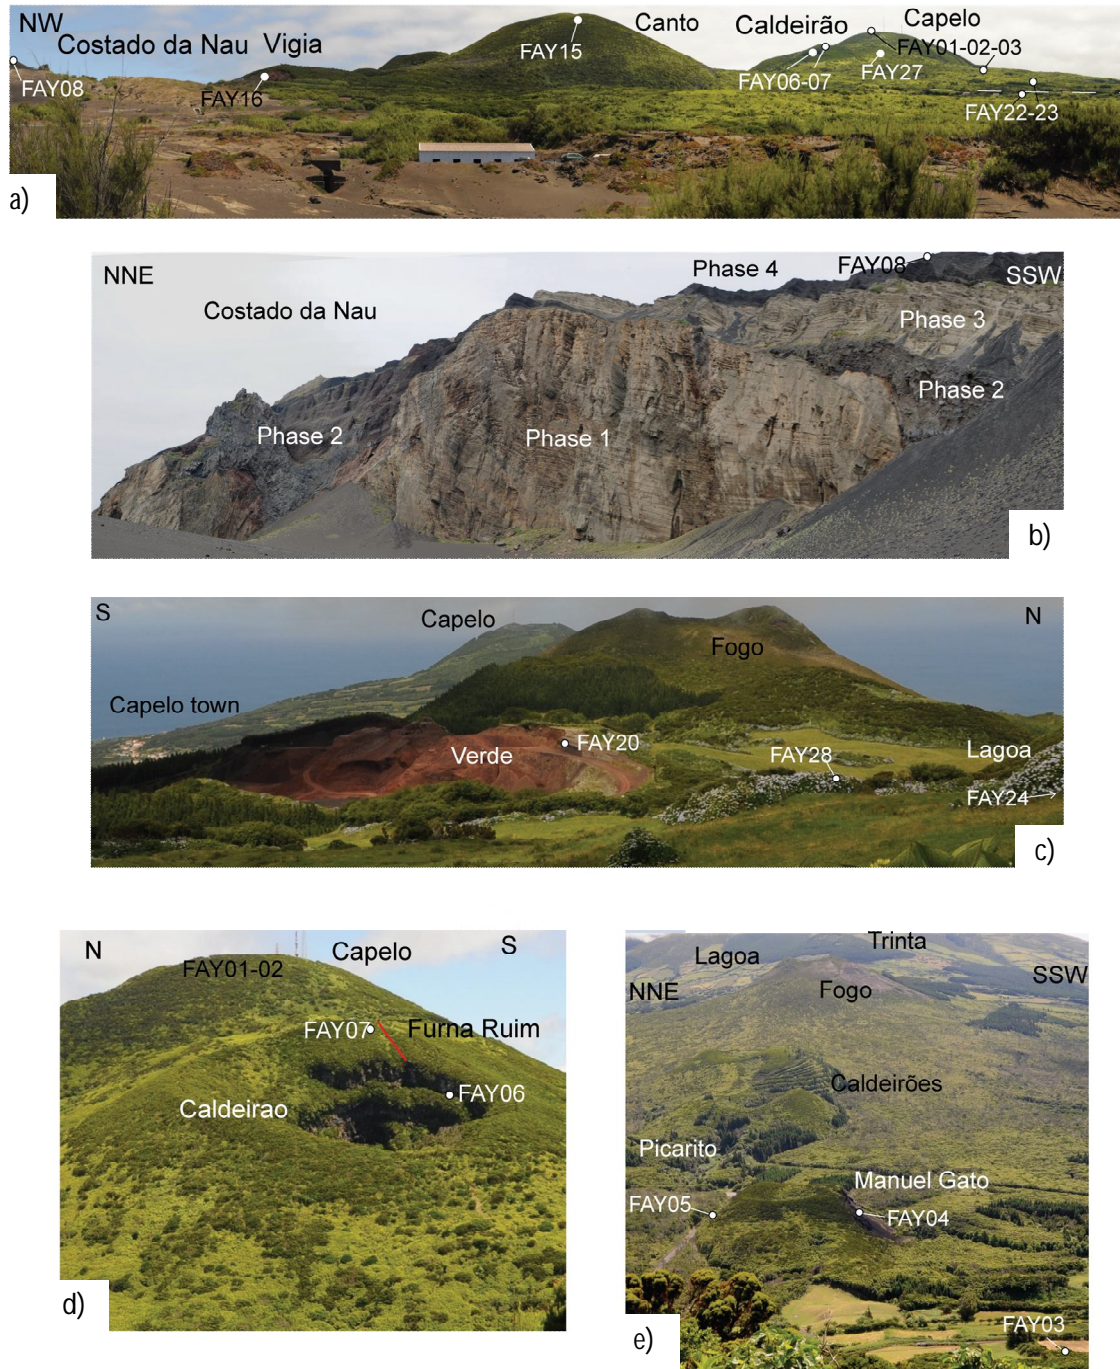 NW
Costado da Nau
Vigia
FAY15
Canto
Caldeirão
Capelo
FAY01-02-03
FAY08
FAY16
FAY06-07
FAY27
FAY22-23
a)
NNE
Costado da Nau
Phase 4
FAY08
SSW
Phase 3
Phase 2
Phase 1
Phase 2
b)
S
Capelo
N
Fogo
Capelo town
Verde
FAY20
FAY28
Lagoa
FAY24
c)
N
Capelo
S
FAY01-02
FAY07
Furna Ruim
FAY06
Caldeirao
d)
Trinta
Lagoa
NNE
Fogo
SSW
Caldeirões
Picarito
Manuel Gato
FAY05
FAY04
FAY03
e)